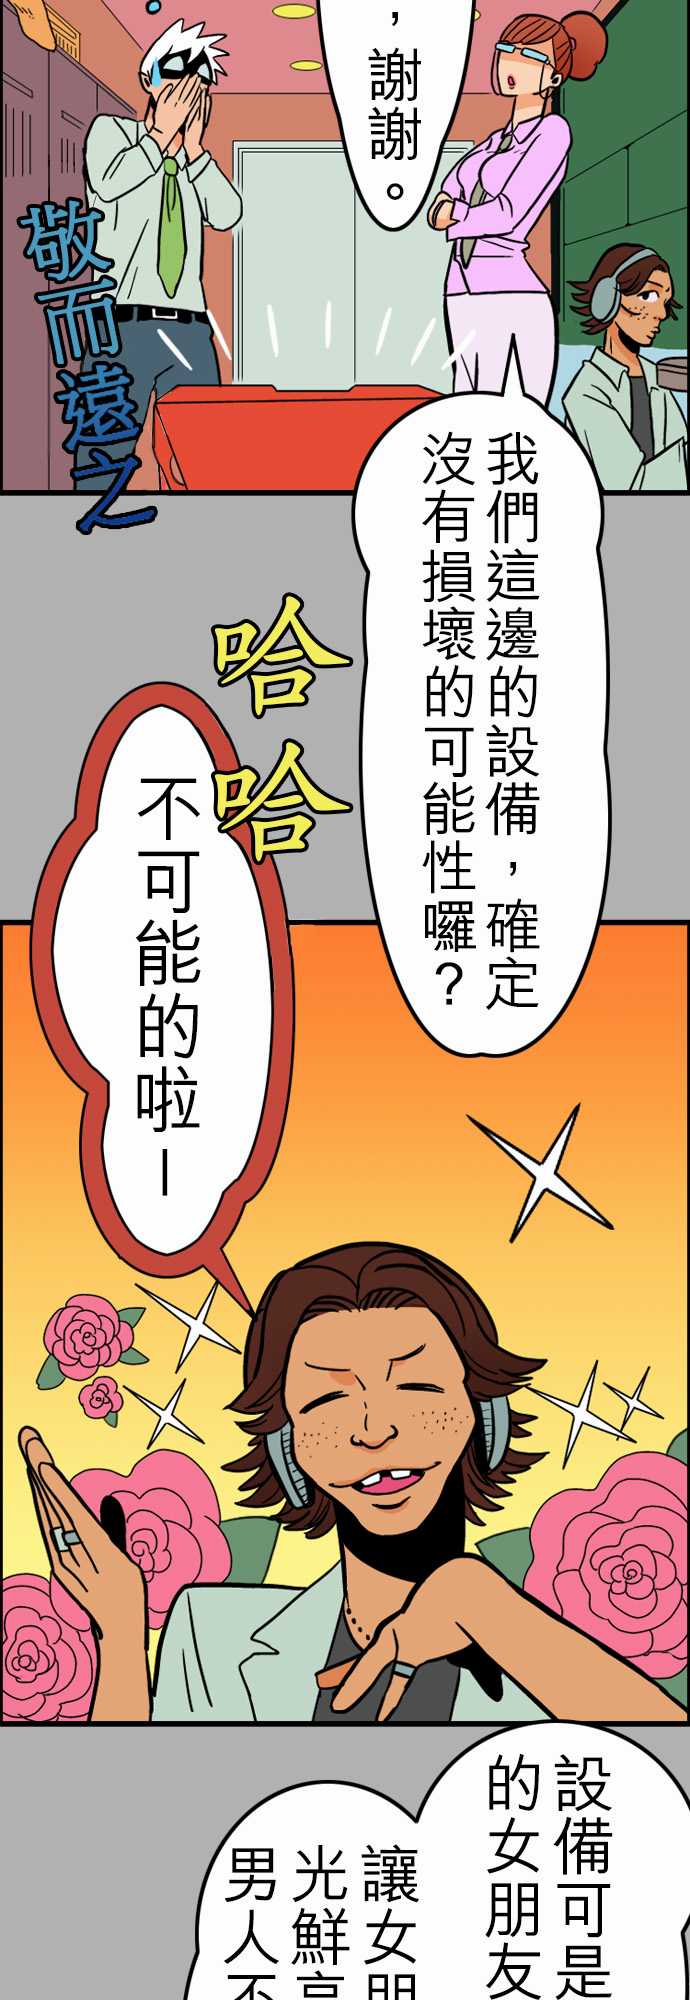 ，謝謝。
敬而遠之
我們這邊的設備，確定
沒有損壞的可能性囉？
哈哈
不可能的啦－
設備可是
的女朋友
讓女
光鮮
男人不